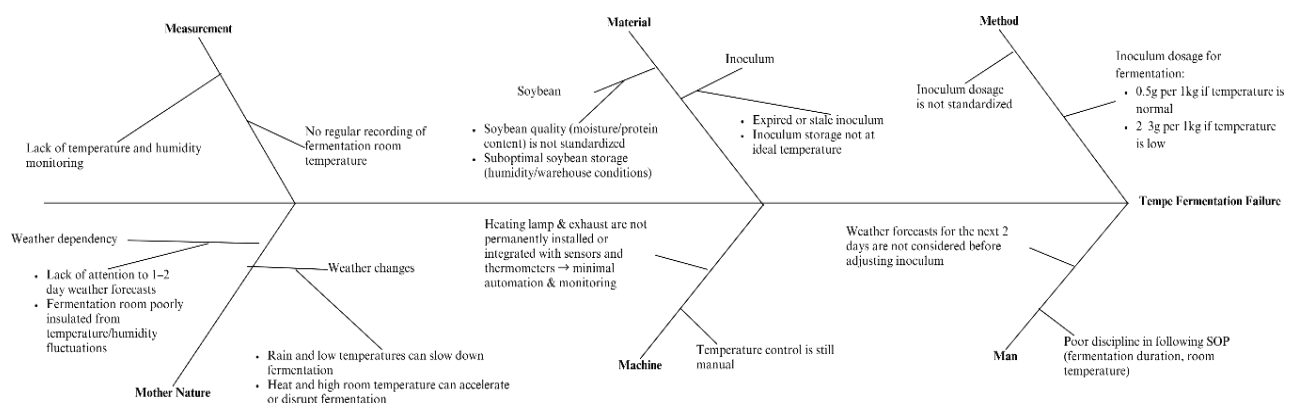 Measurement
Lack of temperature and humidity
monitoring
No regular recording of
fermentation room
temperature
Material
Soybean
• Soybean quality (moisture/protein
content) is not standardized
• Suboptimal soybean storage
(humidity/warehouse conditions)
Inoculum
• Expired or stale inoculum
• Inoculum storage not at
ideal temperature
Method
Inoculum dosage
is not standardized
Inoculum dosage for
fermentation:
• 0.5g per 1kg if temperature is
normal
• 2 3g per 1kg if temperature
is low
Tempe Fermentation Failure
Weather dependency
• Lack of attention to 1–2
day weather forecasts
• Fermentation room poorly
insulated from
temperature/humidity
fluctuations
Weather changes
• Rain and low temperatures can slow down
fermentation
• Heat and high room temperature can accelerate
or disrupt fermentation
Mother Nature
Heating lamp & exhaust are not
permanently installed or
integrated with sensors and
thermometers → minimal
automation & monitoring
Temperature control is still
manual
Machine
Weather forecasts for the next 2
days are not considered before
adjusting inoculum
Poor discipline in following SOP
(fermentation duration, room
temperature)
Man